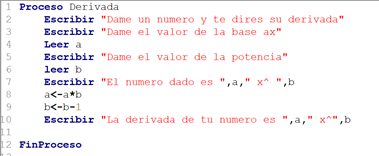 1 Proceso Derivada
2 Escribir "Dame un numero y te dires su derivada"
3 Escribir "Dame el valor de la base ax"
4 Leer a
5 Escribir "Dame el valor de la potencia"
6 leer b
7 Escribir "El numero dado es ",a," x^ ",b
8 a<-a*b
9 b<-b-1
10 Escribir "La derivada de tu numero es ",a," x^",b
11
12 FinProceso